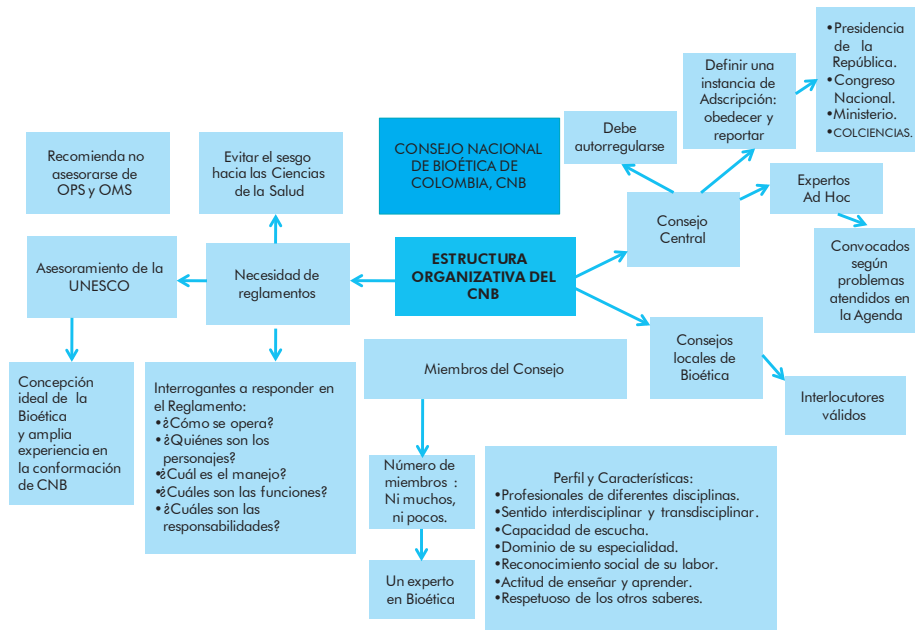 •Presidencia
de la
República.
•Congreso
Nacional.
•Ministerio.
•COLCIENCIAS.
Definir una
instancia de
Adscripción:
obedecer y
reportar
Debe
autorregularse
CONSEJO NACIONAL
DE BIOÉTICA DE
COLOMBIA, CNB
Recomienda no
asesorarse de
OPS y OMS
Evitar el sesgo
hacia las Ciencias
de la Salud
Expertos
Ad Hoc
Consejo
Central
Convocados
según
problemas
atendidos en
la Agenda
ESTRUCTURA
ORGANIZATIVA DEL
CNB
Necesidad de
reglamentos
Asesoramiento de la
UNESCO
Consejos
locales de
Bioética
Interlocutores
válidos
Miembros del Consejo
Concepción
ideal de la
Bioética
y amplia
experiencia en
la conformación
de CNB
Interrogantes a responder en
el Reglamento:
•¿Cómo se opera?
•¿Quiénes son los
personajes?
•¿Cuál es el manejo?
•¿Cuáles son las funciones?
•¿Cuáles son las
responsabilidades?
Número de
miembros :
Ni muchos,
ni pocos.
Un experto
en Bioética
Perfil y Características:
•Profesionales de diferentes disciplinas.
•Sentido interdisciplinar y transdisciplinar.
•Capacidad de escucha.
•Dominio de su especialidad.
•Reconocimiento social de su labor.
•Actitud de enseñar y aprender.
•Respetuoso de los otros saberes.